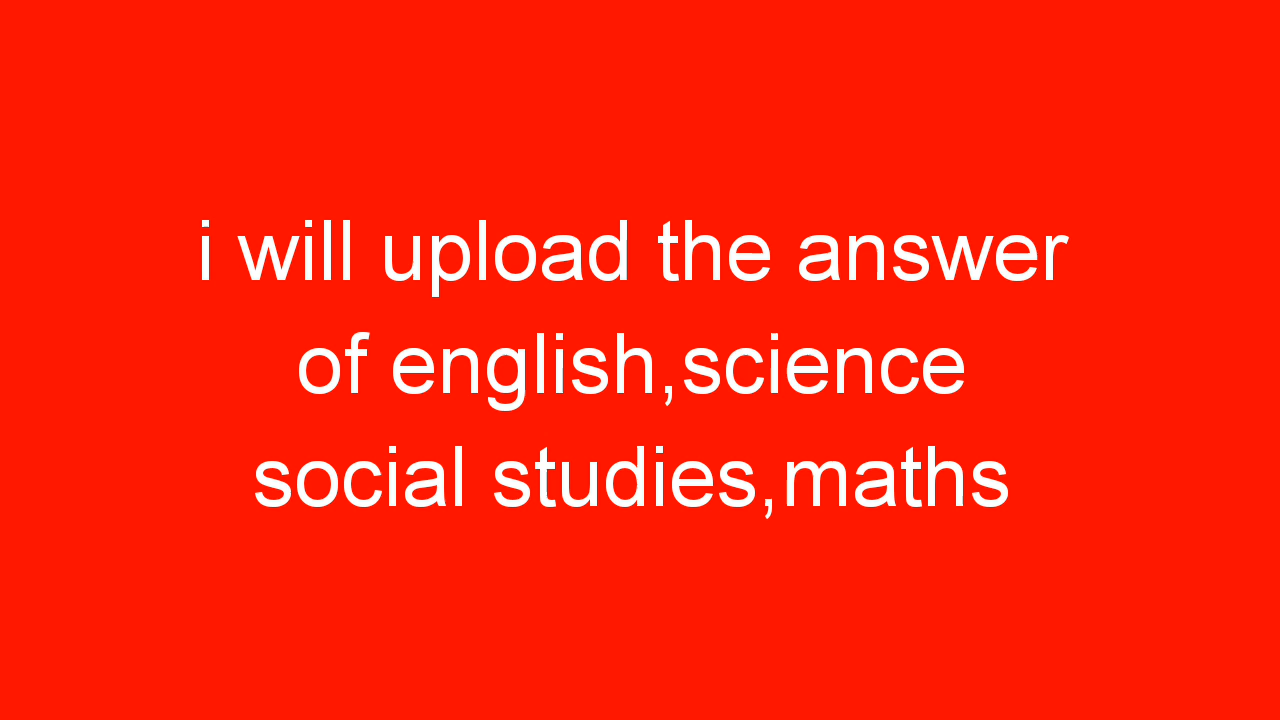 i will upload the answer
of english,science
social studies,maths